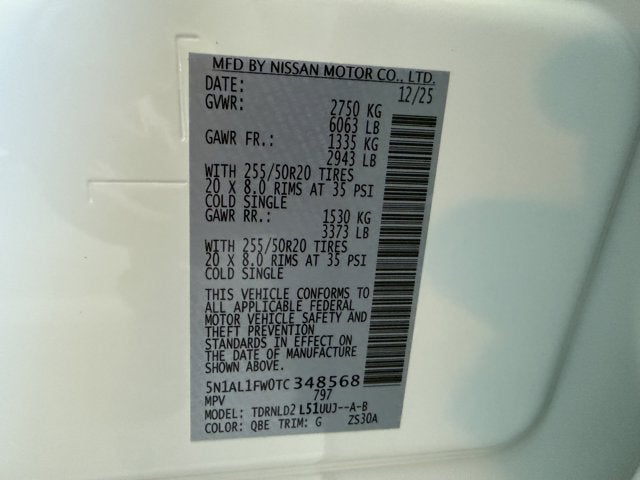 MFD BY NISSAN MOTOR CO., LTD.
DATE: 12/25
GVWR: 2750 KG
6063 LB
GAWR FR.: 1335 KG
2943 LB
WITH 255/50R20 TIRES
20 X 8.0 RIMS AT 35 PSI
COLD SINGLE
GAWR RR.: 1530 KG
3373 LB
WITH 255/50R20 TIRES
20 X 8.0 RIMS AT 35 PSI
COLD SINGLE
THIS VEHICLE CONFORMS TO
ALL APPLICABLE FEDERAL
MOTOR VEHICLE SAFETY AND
THEFT PREVENTION
STANDARDS IN EFFECT ON
THE DATE OF MANUFACTURE
SHOWN ABOVE.
5N1AL1FW0TC348568
MPV 797
MODEL: TDRNLD2 L51UUJ--A-B
COLOR: QBE TRIM: G ZS30A